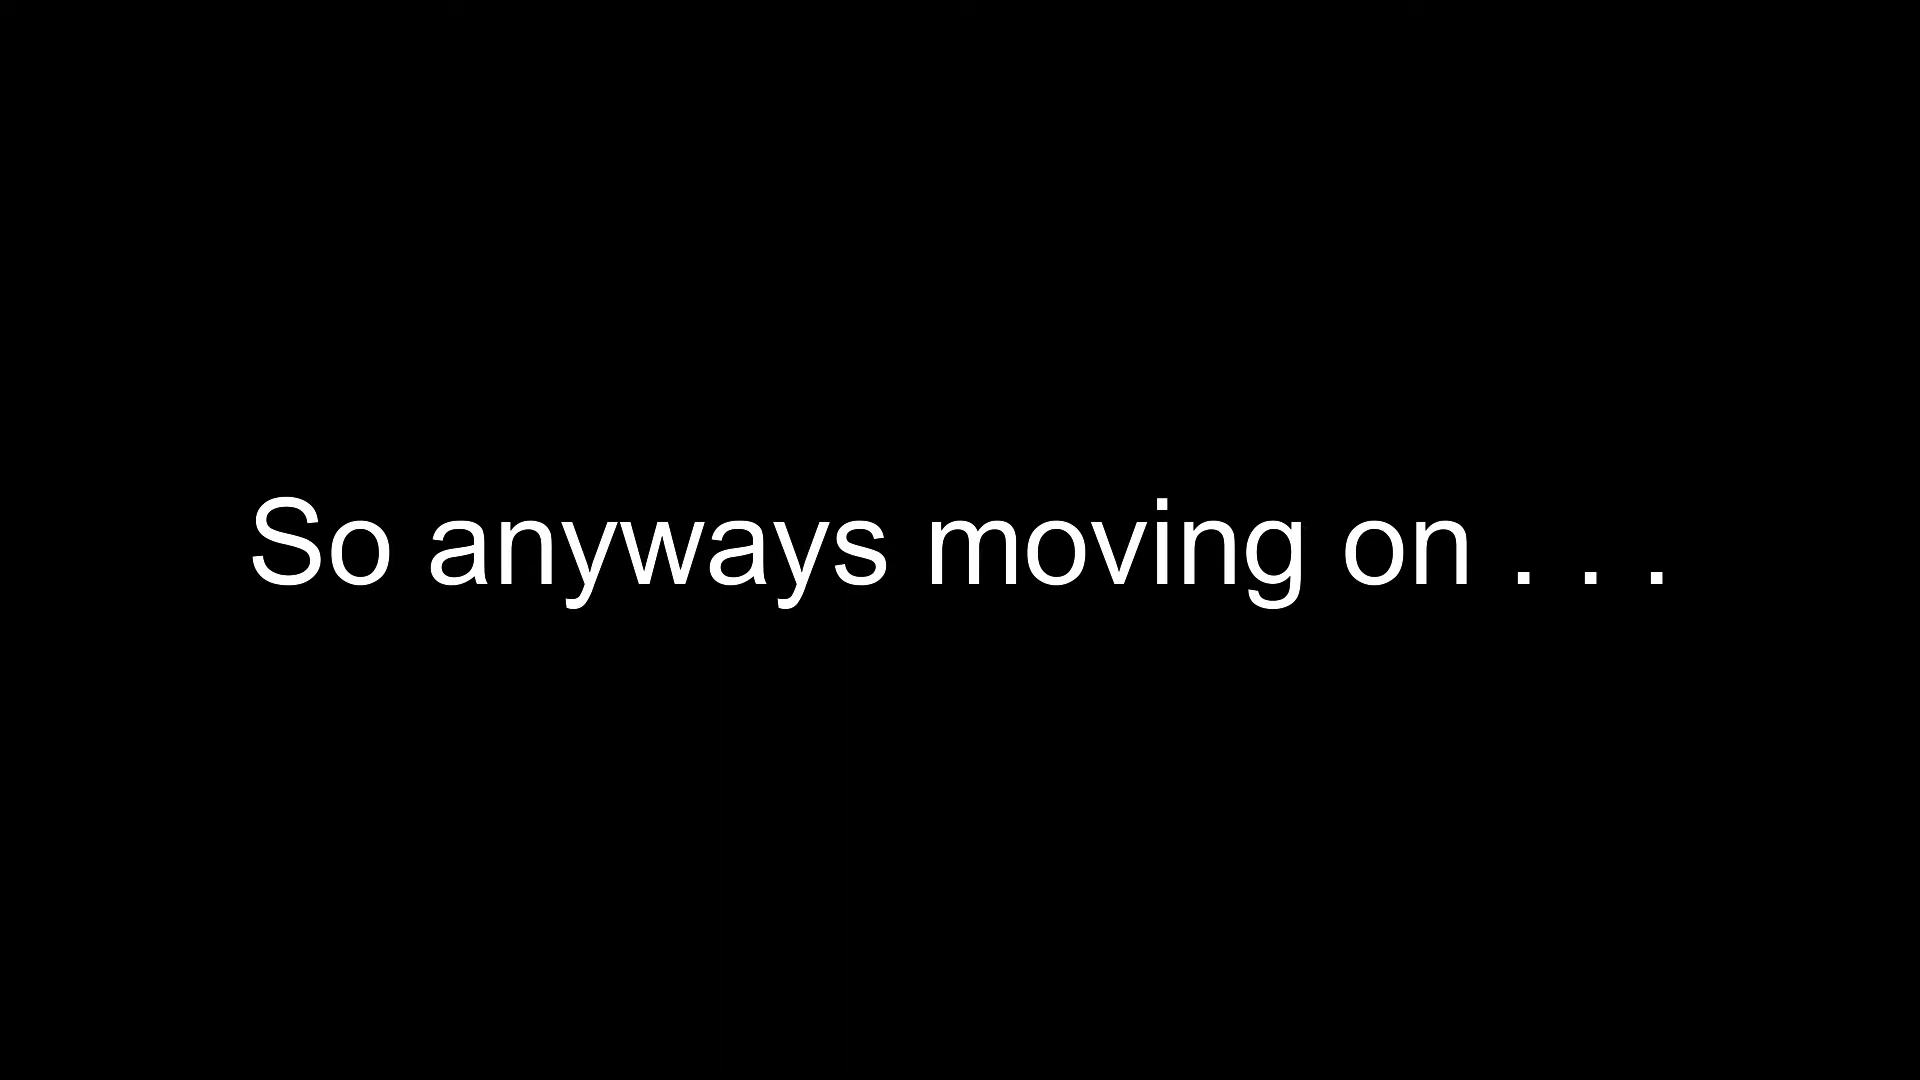 So anyways moving on . . .